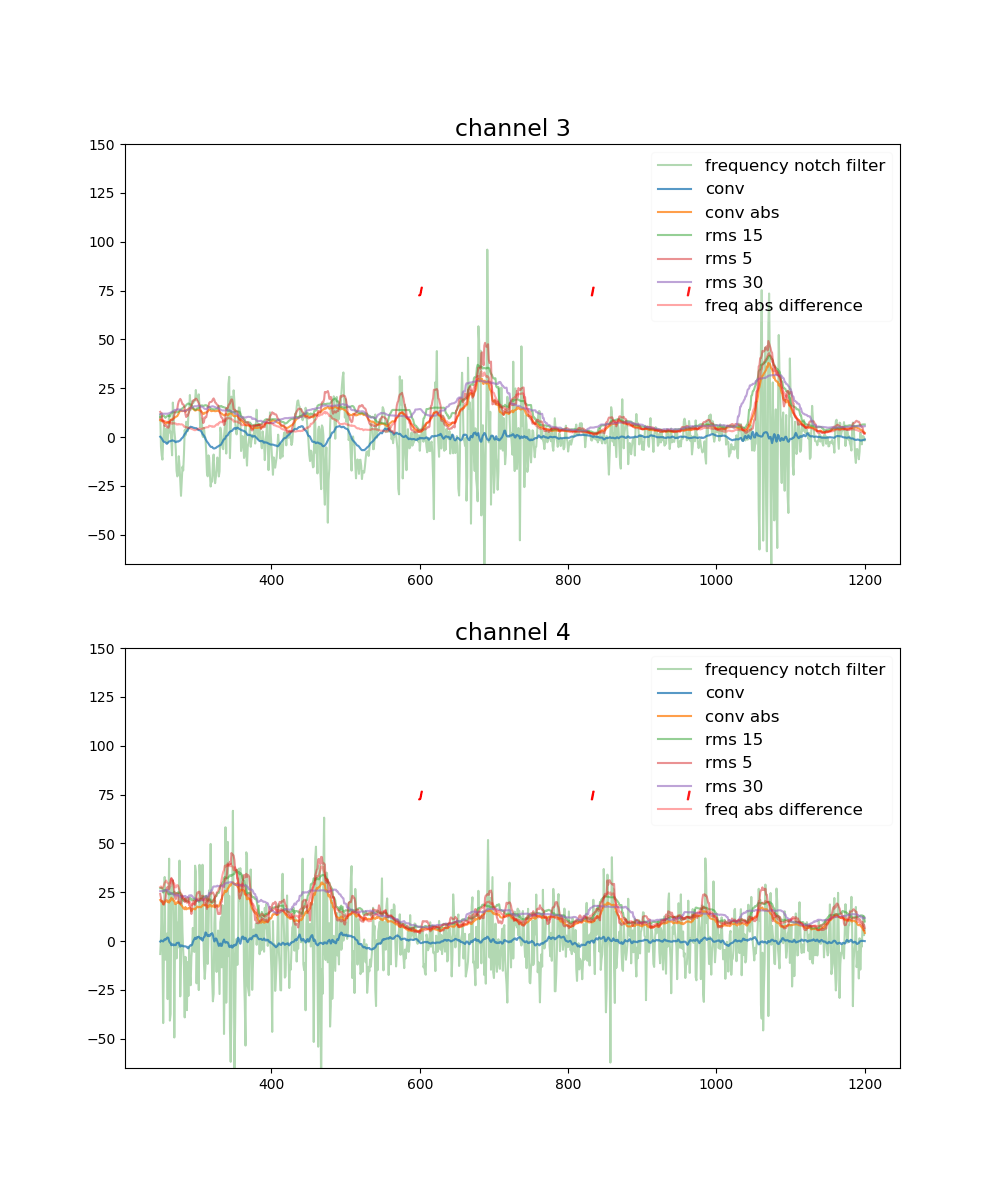 channel 3
150
125
100
75
50
25
0
−25
−50
400 600 800 1000 1200
frequency notch filter
conv
conv abs
rms 15
rms 5
rms 30
freq abs difference
channel 4
150
125
100
75
50
25
0
−25
−50
400 600 800 1000 1200
frequency notch filter
conv
conv abs
rms 15
rms 5
rms 30
freq abs difference